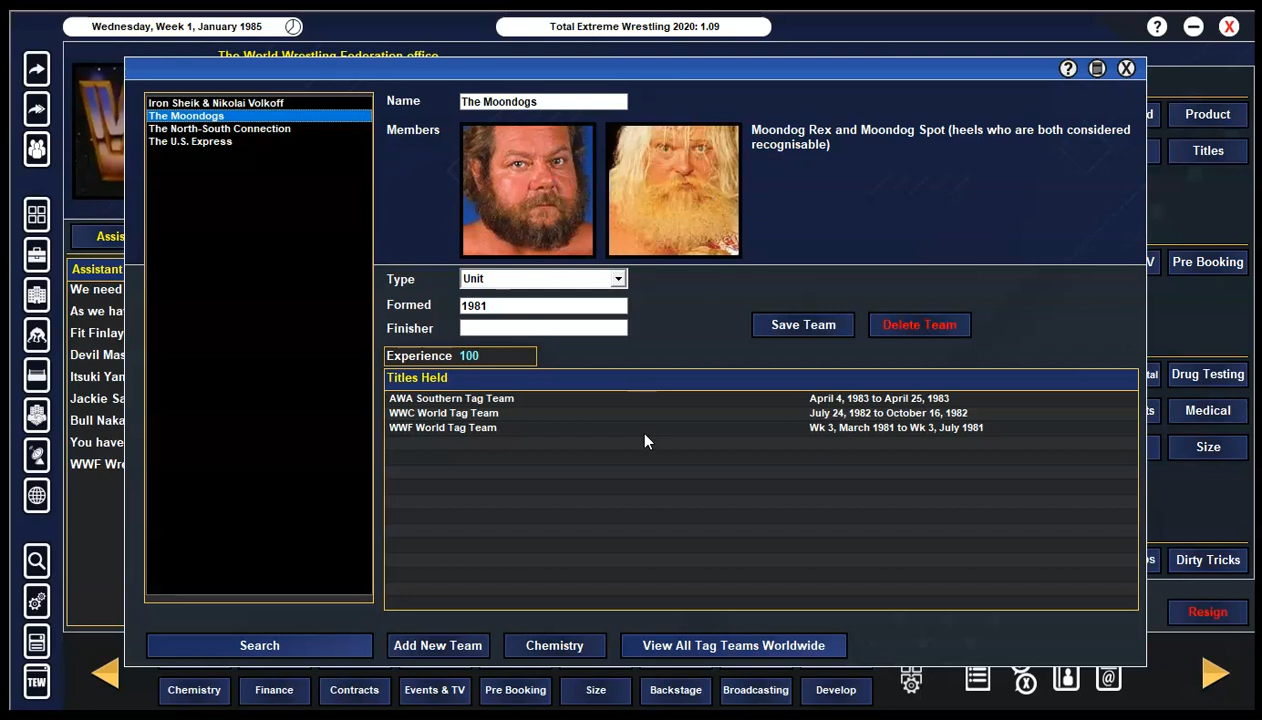 Wednesday, Week 1, January 1985
Total Extreme Wrestling 2020: 1.09
?
X
The World Wrestling Federation office
? X
Iron Sheik & Nikolai Volkoff
The Moondogs
The North-South Connection
The U.S. Express
Name The Moondogs
Members
Moondog Rex and Moondog Spot (heels who are both considered
recognisable)
Type Unit
Formed 1981
Finisher
Save Team Delete Team
Experience 100
Titles Held
AWA Southern Tag Team April 4, 1983 to April 25, 1983
WWC World Tag Team July 24, 1982 to October 16, 1982
WWF World Tag Team Wk 3, March 1981 to Wk 3, July 1981
Search Add New Team Chemistry View All Tag Teams Worldwide
Assis
Assistant
We need
As we ha
Fit Finlay
Devil Mas
Itsuki Yan
Jackie Sa
Bull Naka
You have
WWF Wre
Product
Titles
V Pre Booking
tal Drug Testing
ts Medical
Size
os Dirty Tricks
Resign
TEW
Chemistry Finance Contracts Events & TV Pre Booking Size Backstage Broadcasting Develop